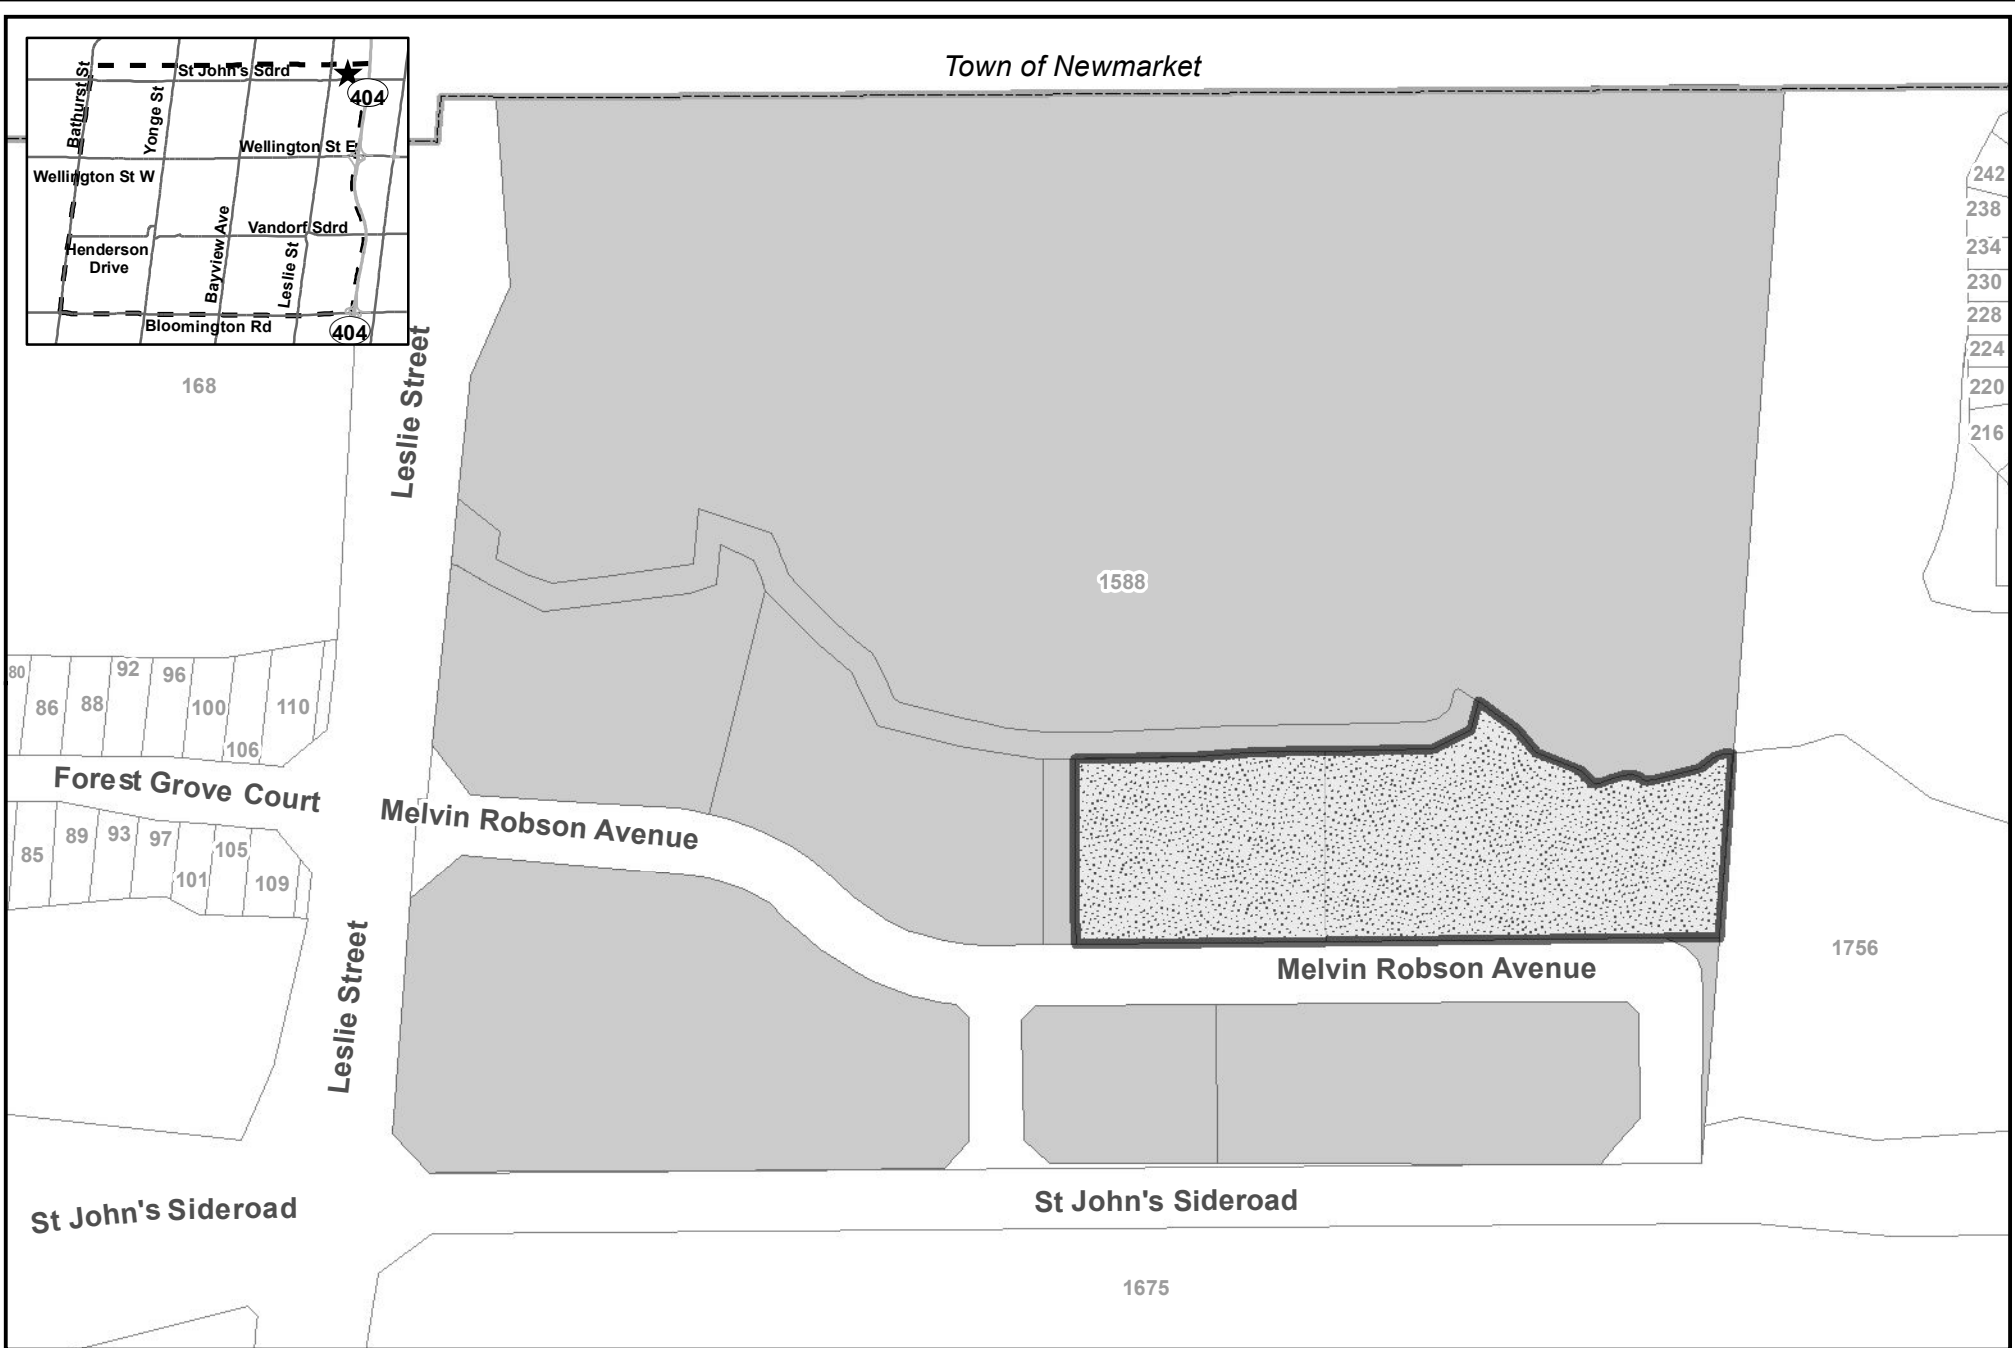 Town of Newmarket
St John's Sdrd
404
Bathurst St
Yonge St
Wellington St E
Wellington St W
Vandorf Sdrd
Henderson
Drive
Bayview Ave
Leslie St
Bloomington Rd
404
168
Leslie Street
242
238
234
230
228
224
220
216
1588
80
86
88
92
96
100
106
110
Forest Grove Court
Melvin Robson Avenue
85
89
93
97
101
105
109
Leslie Street
Melvin Robson Avenue
1756
St John's Sideroad
St John's Sideroad
1675